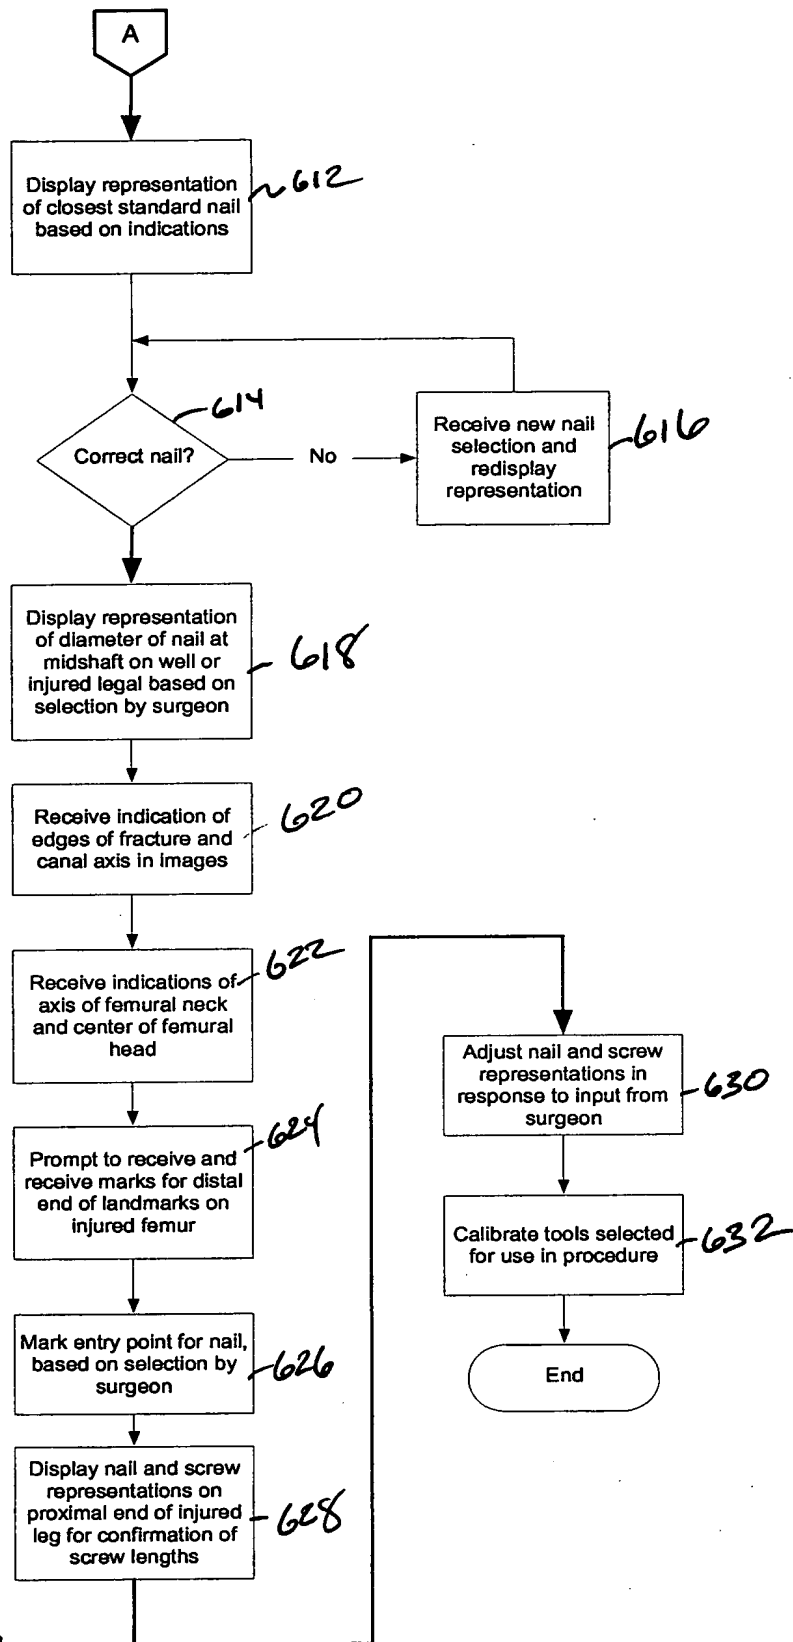 A
Display representation
of closest standard nail
based on indications
612
Correct nail?
614
No
Receive new nail
selection and
redisplay
representation
616
Display representation
of diameter of nail at
midshaft on well or
injured legal based on
selection by surgeon
618
Receive indication of
edges of fracture and
canal axis in images
620
Receive indications of
axis of femural neck
and center of femural
head
622
Prompt to receive and
receive marks for distal
end of landmarks on
injured femur
624
Mark entry point for nail,
based on selection by
surgeon
626
Display nail and screw
representations on
proximal end of injured
leg for confirmation of
screw lengths
628
Adjust nail and screw
representations in
response to input from
surgeon
630
Calibrate tools selected
for use in procedure
632
End